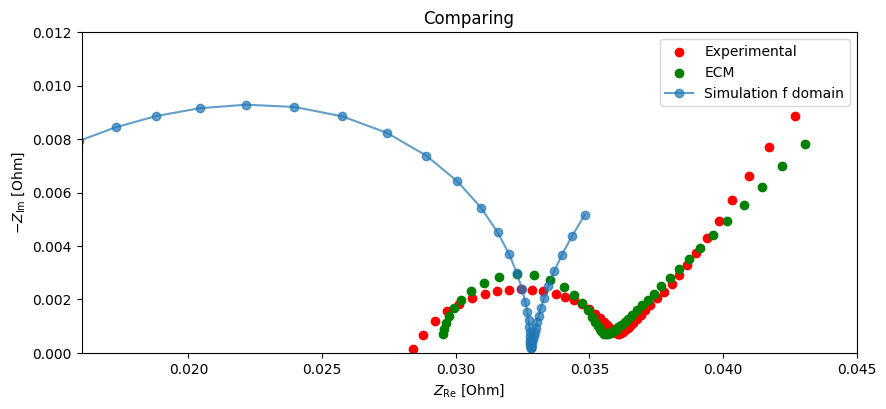 Comparing
0.012
0.010
0.008
0.006
0.004
0.002
0.000
−Z_Im [Ohm]
Experimental
ECM
Simulation f domain
0.020 0.025 0.030 0.035 0.040 0.045
Z_Re [Ohm]